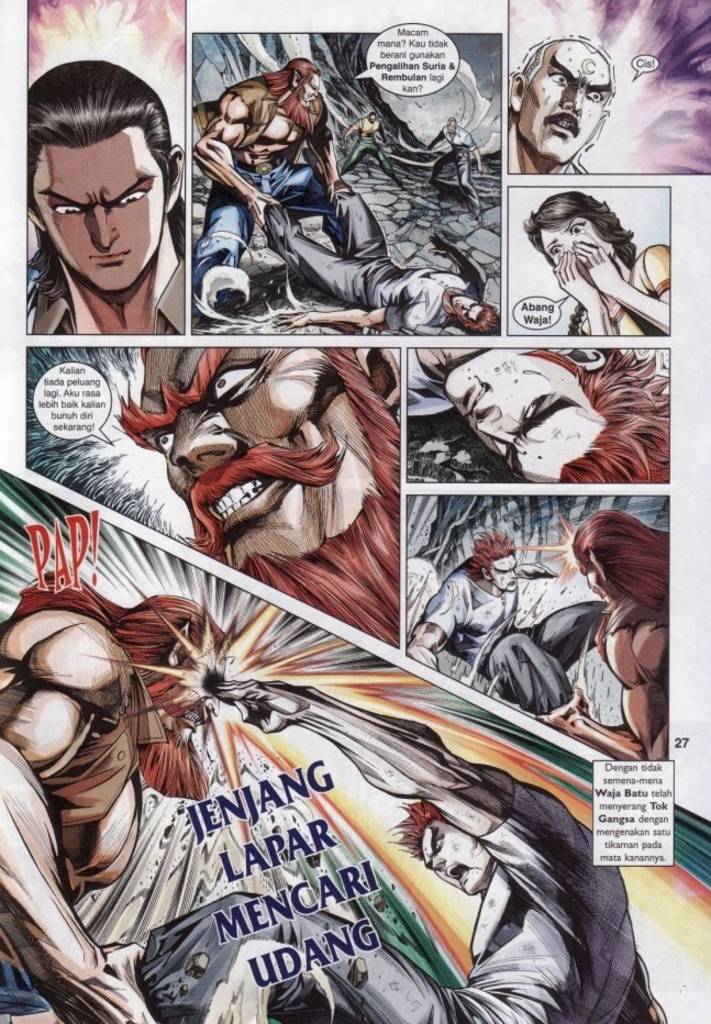 Macam
mana? Kau tidak
berani gunakan
Pengalihan Suria &
Rembulan lagi
kan?
Cis!
Abang
Waja!
Kalian
tiada peluang
lagi. Aku rasa
lebih baik kalian
bunuh diri
sekarang!
PAP!
27
Dengan tidak
semena-mena
Waja Batu telah
menyerang Tok
Gangsa dengan
mengenakan satu
tikaman pada
mata kanannya.
JENJANG
LAPAR
MENCARI
UDANG